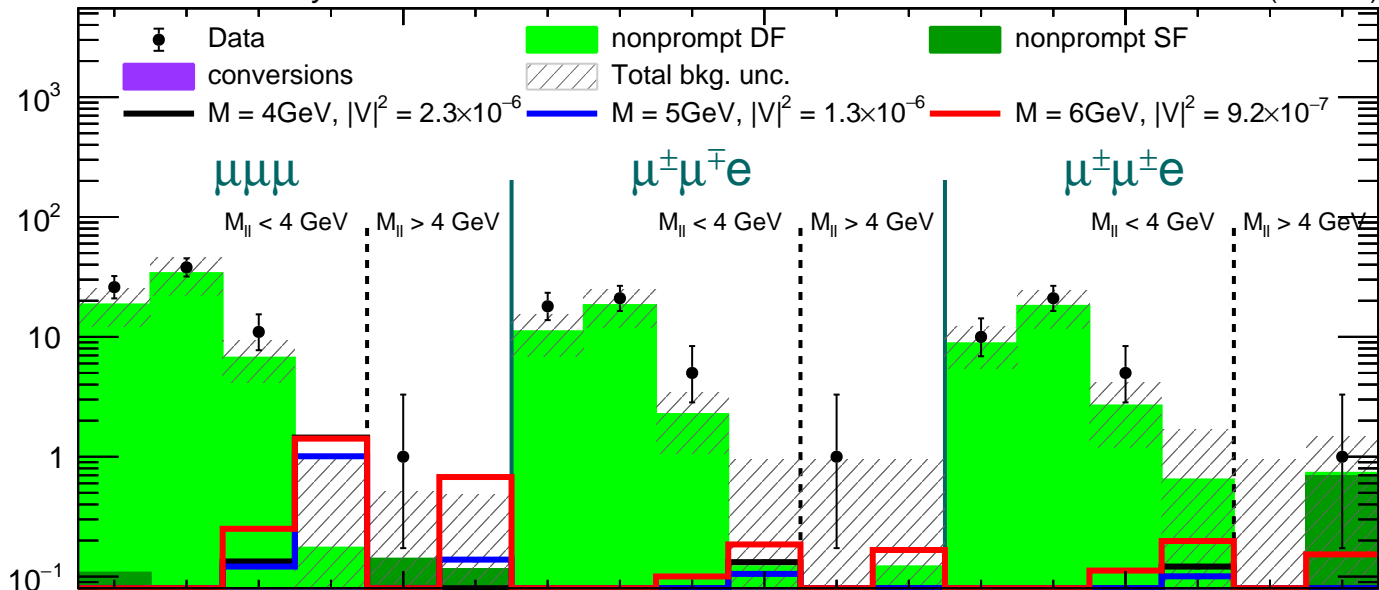 Data nonprompt DF nonprompt SF
conversions Total bkg. unc.
M = 4GeV, |V|² = 2.3×10⁻⁶ M = 5GeV, |V|² = 1.3×10⁻⁶ M = 6GeV, |V|² = 9.2×10⁻⁷
10³
μμμ μ±μ∓e μ±μ±e
10²
M_ll < 4 GeV M_ll > 4 GeV M_ll < 4 GeV M_ll > 4 GeV M_ll < 4 GeV M_ll > 4 GeV
10
1
10⁻¹